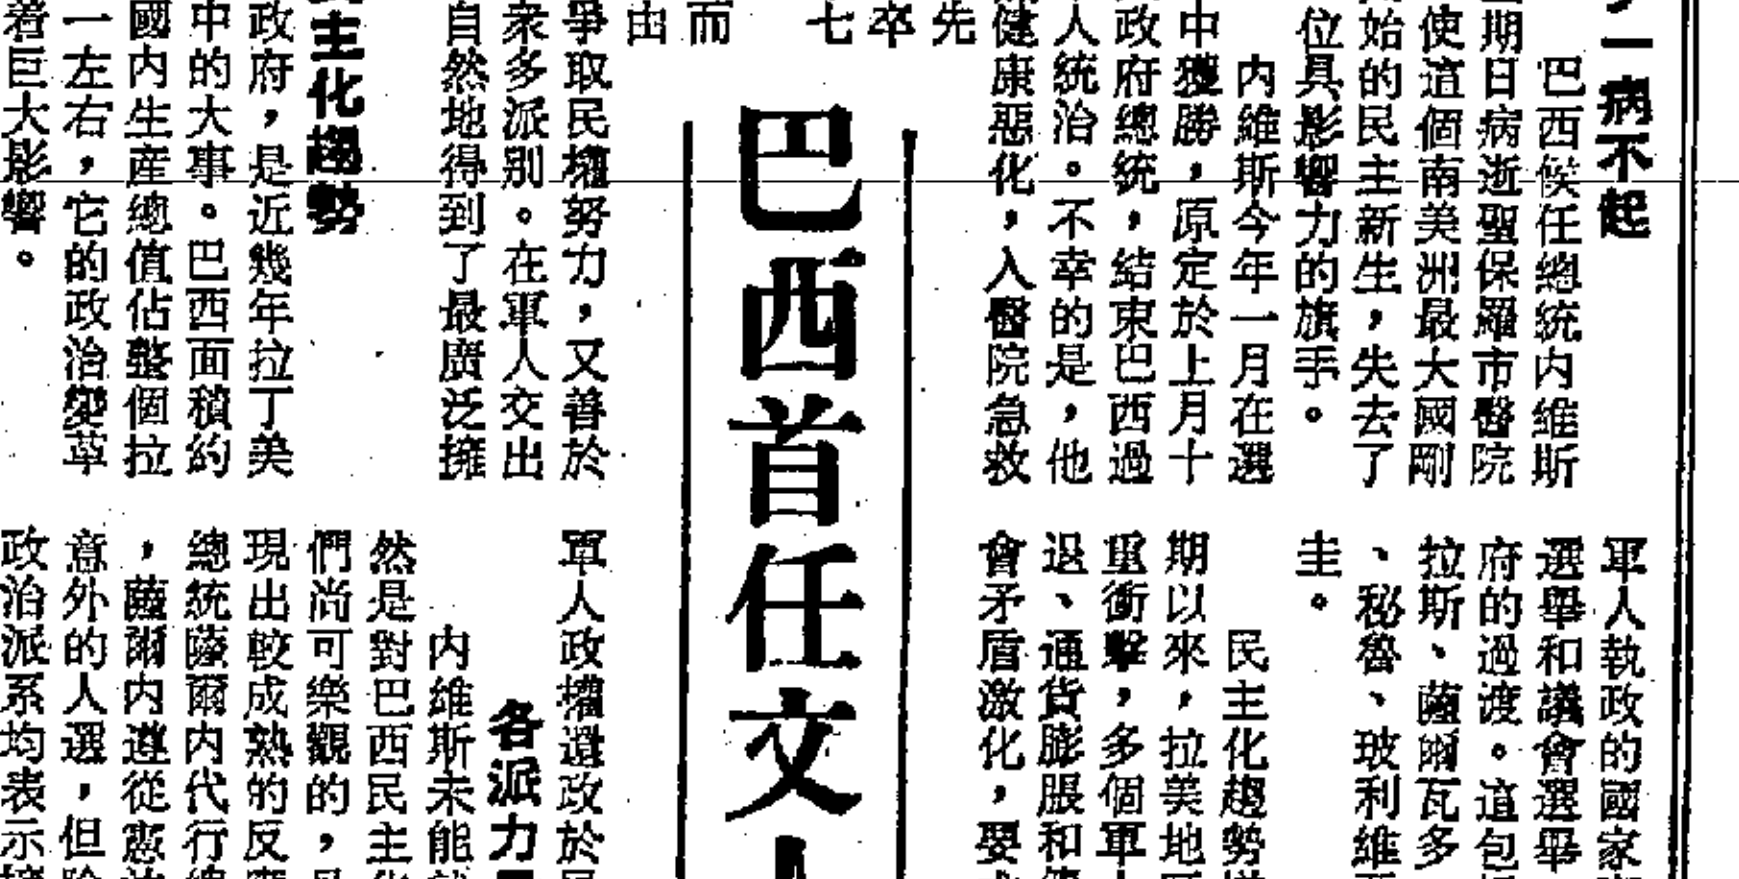 一病不起
巴西候任總統内維斯
期日病逝聖保羅市醫院
使這個南美洲最大國剛
始的民主新生，失去了
位具影響力的旗手。
内維斯今年一月在選
中獲勝，原定於上月十
政府總統，結束巴西過
人統治。不幸的是，他
健康惡化，入醫院急救
先
卒
七
而
由
巴西首任文
爭取民權努力，又善於
衆多派别。在軍人交出
自然地得到了最廣泛擁
主化趨勢
政府，是近幾年拉丁美
中的大事。巴西面積約
國内生産總值佔整個拉
一左右，它的政治變革
着巨大影響。
軍人執政的國家
選舉和議會選舉
府的過渡。這包
拉斯、薩爾瓦多
、秘魯、玻利維
圭。
民主化趨勢
期以來，拉美地
重衝擊，多個軍
退、通貨膨脹和
會矛盾激化，要
軍人政權還政於
各派力
内維斯未能
然是對巴西民主
們尚可樂觀的，
現出較成熟的反
總統薩爾内代行
，薩爾内遵從憲
意外的人選，但
政治派系均表示